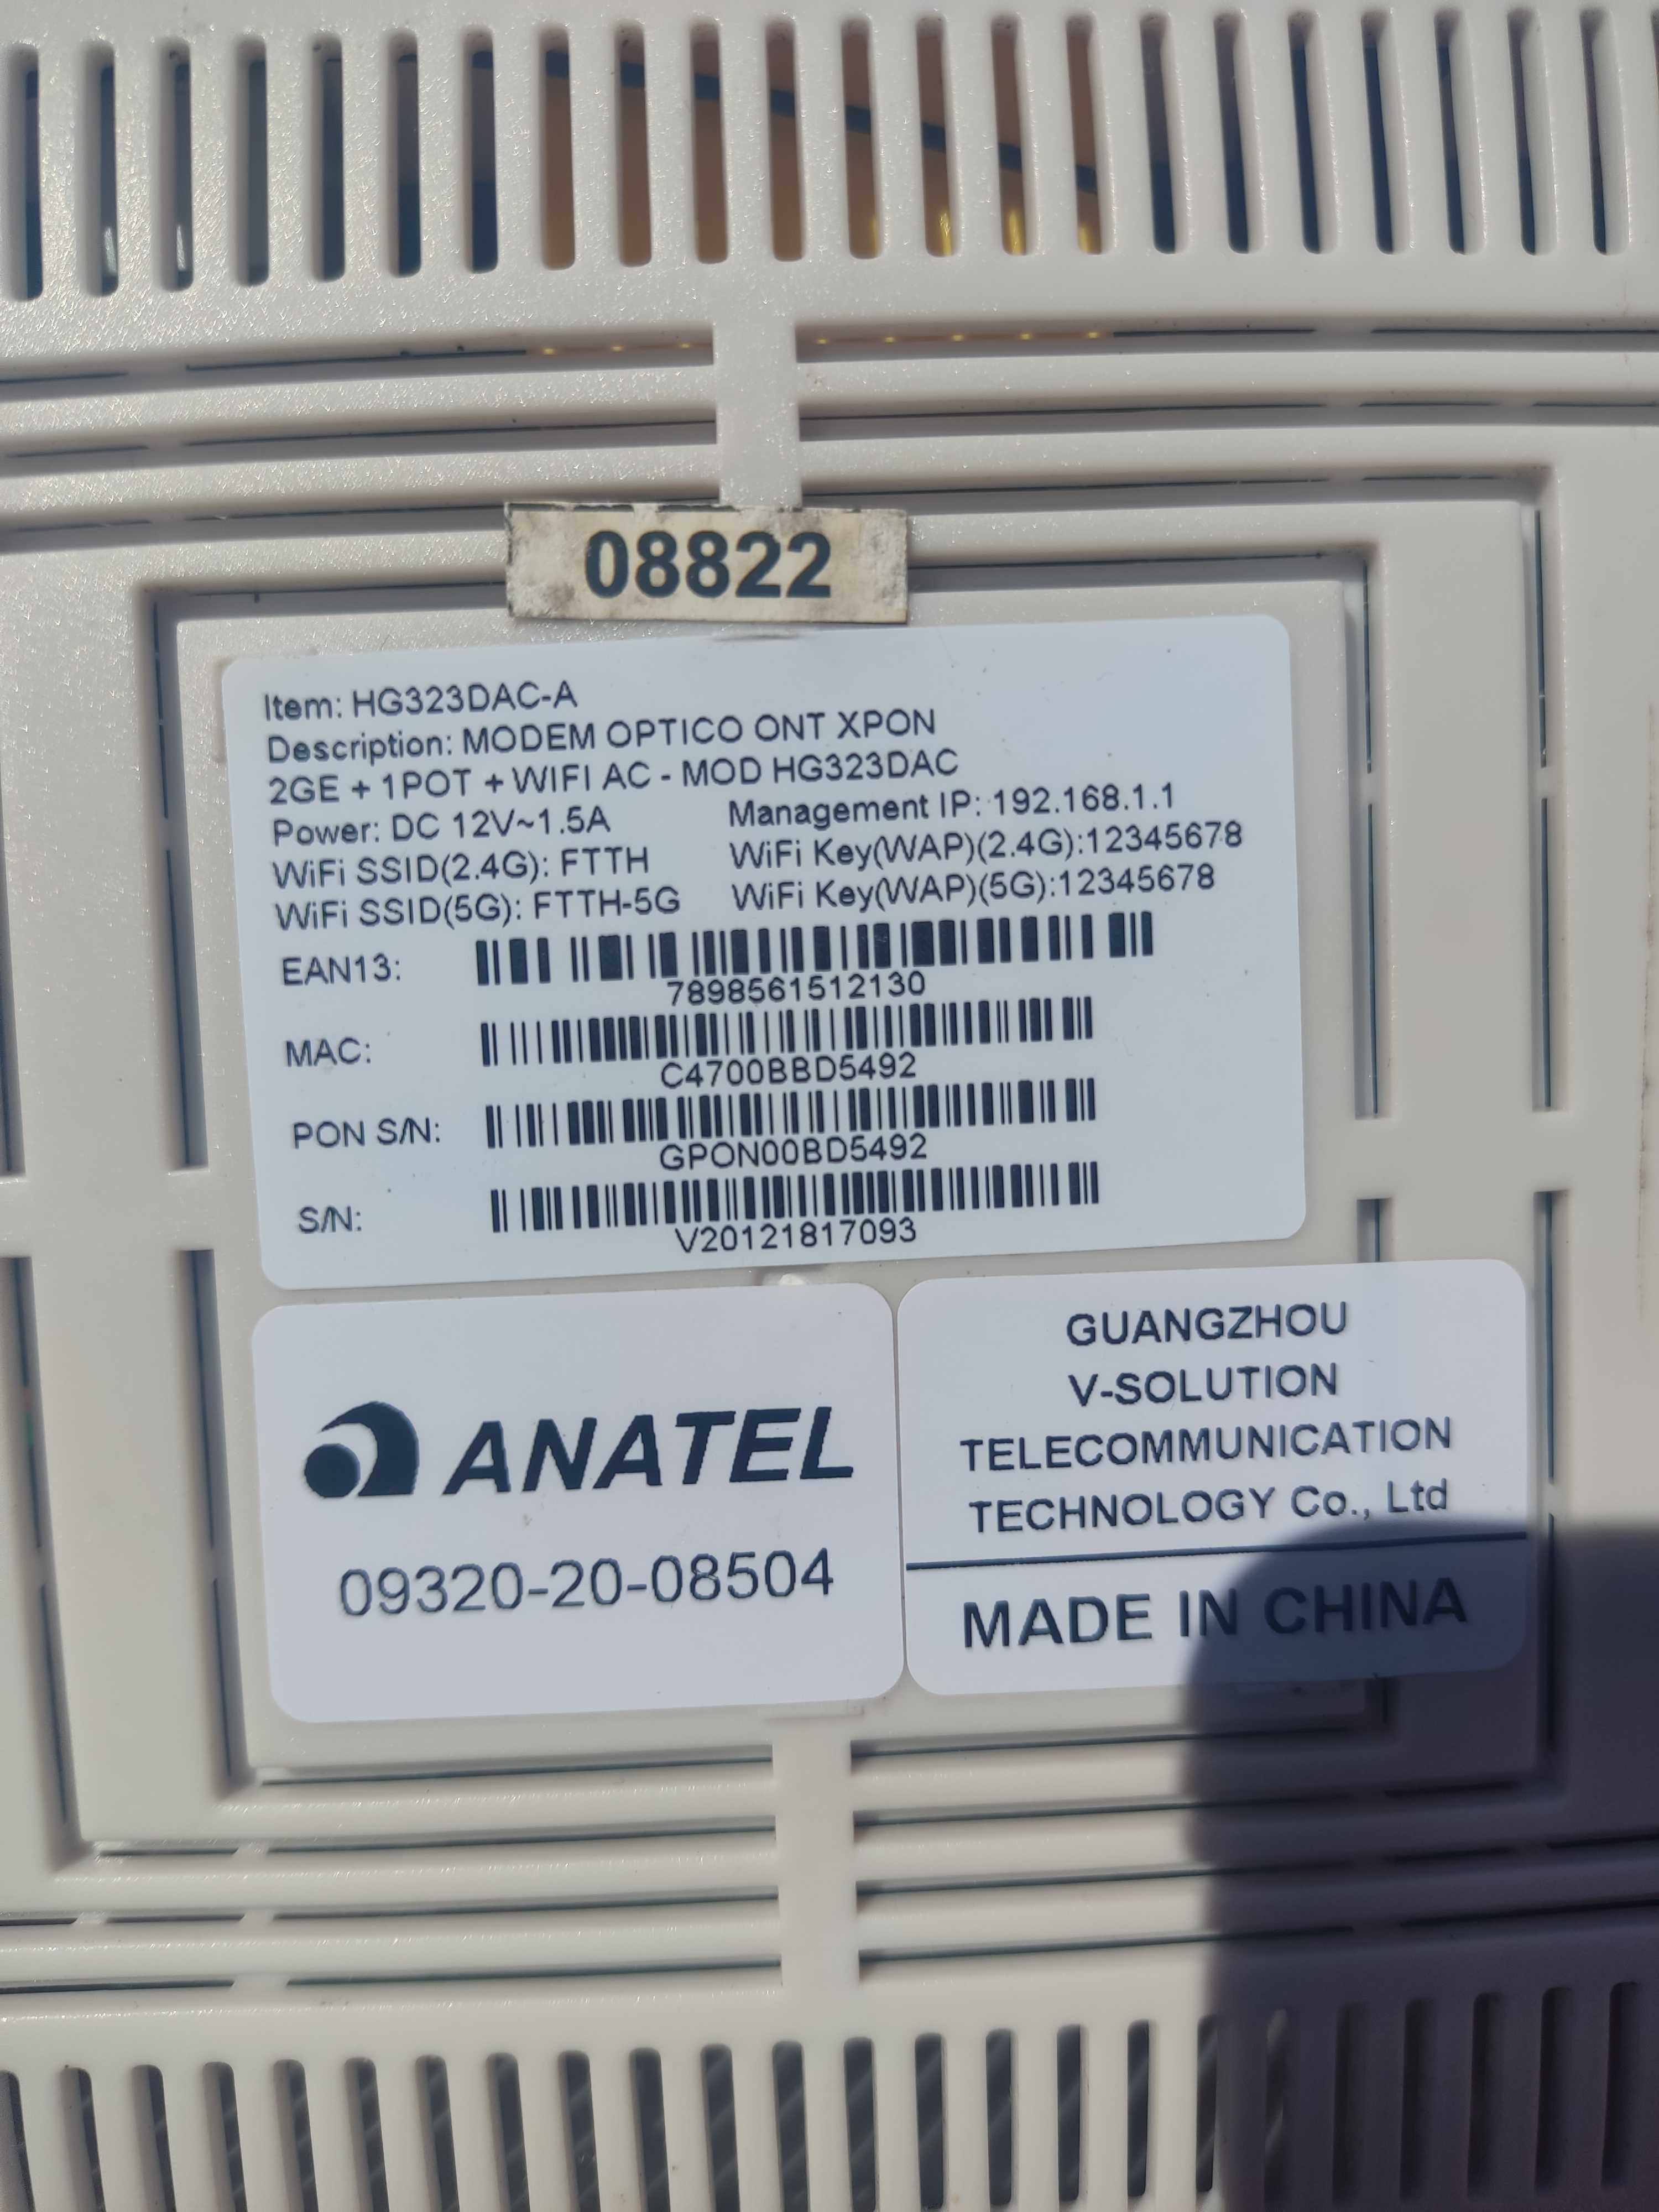 08822
Item: HG323DAC-A
Description: MODEM OPTICO ONT XPON
2GE + 1POT + WIFI AC - MOD HG323DAC
Power: DC 12V~1.5A Management IP: 192.168.1.1
WiFi SSID(2.4G): FTTH WiFi Key(WAP)(2.4G):12345678
WiFi SSID(5G): FTTH-5G WiFi Key(WAP)(5G):12345678
EAN13:
7898561512130
MAC:
C4700BBD5492
PON S/N:
GPON00BD5492
S/N:
V20121817093
ANATEL
09320-20-08504
GUANGZHOU
V-SOLUTION
TELECOMMUNICATION
TECHNOLOGY Co., Ltd
MADE IN CHINA